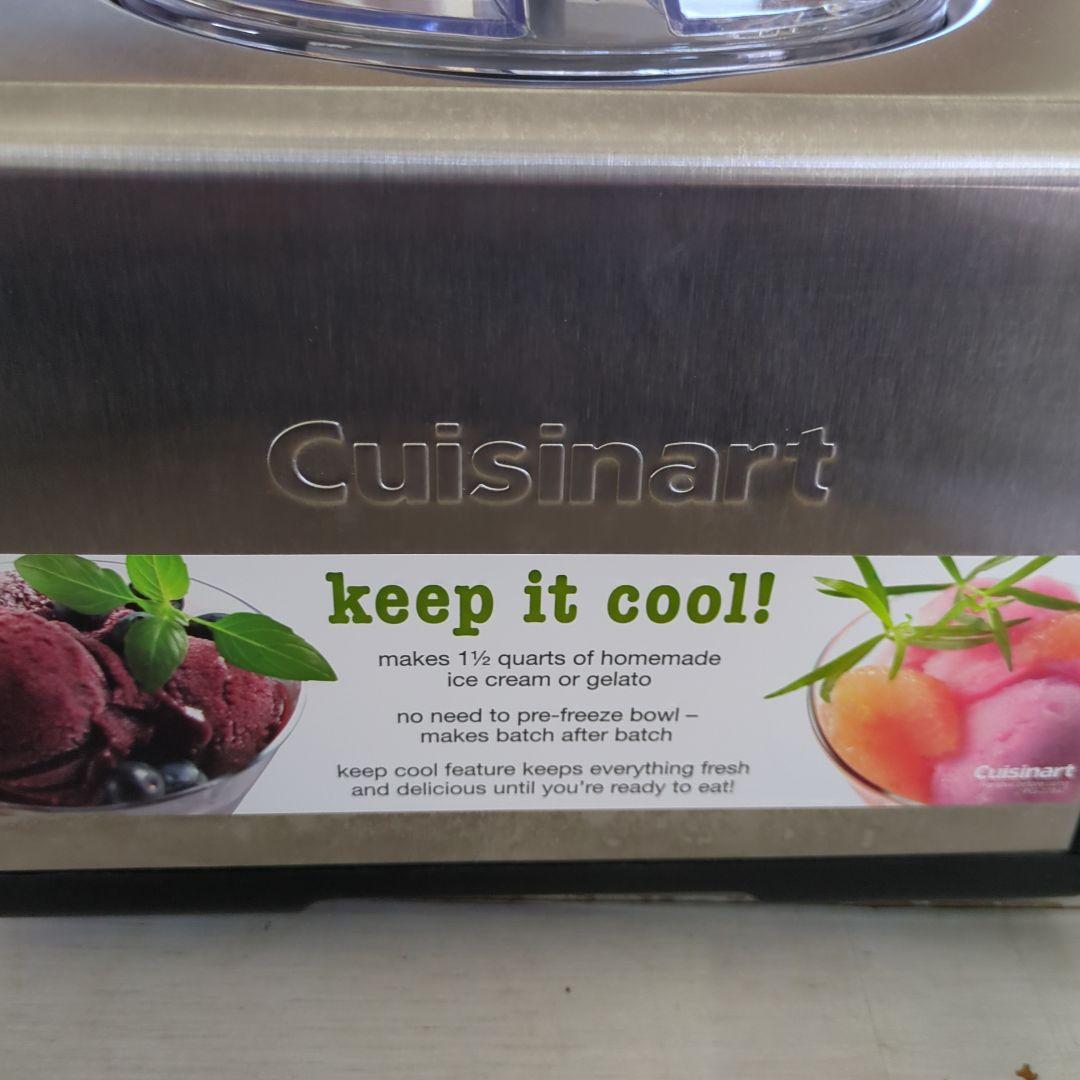 Cuisinart
keep it cool!
makes 1½ quarts of homemade
ice cream or gelato
no need to pre-freeze bowl –
makes batch after batch
keep cool feature keeps everything fresh
and delicious until you're ready to eat!
Cuisinart